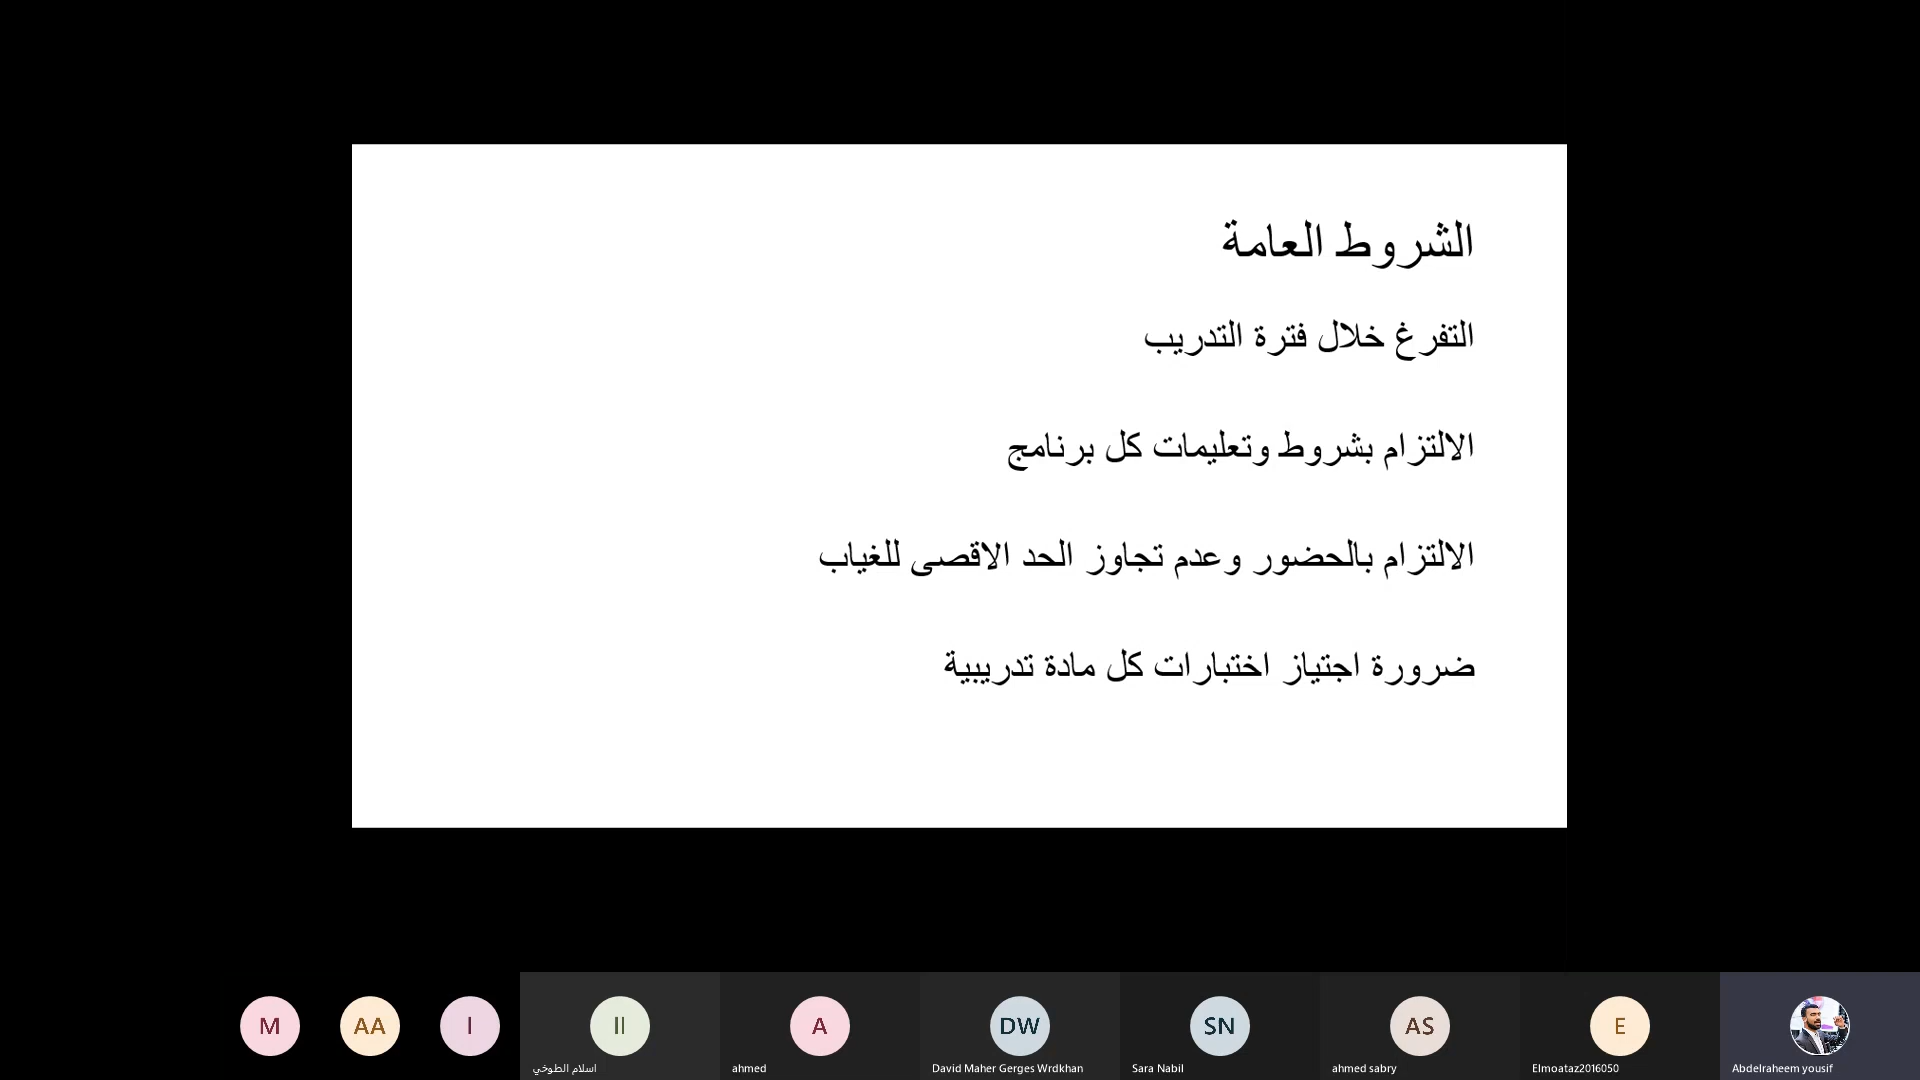 الشروط العامة
التفرغ خلال فترة التدريب
الالتزام بشروط وتعليمات كل برنامج
الالتزام بالحضور وعدم تجاوز الحد الاقصى للغياب
ضرورة اجتياز اختبارات كل مادة تدريبية
M
AA
I
II
اسلام الطوخي
A
ahmed
DW
David Maher Gerges Wrdkhan
SN
Sara Nabil
AS
ahmed sabry
E
Elmoataz2016050
Abdelraheem yousif